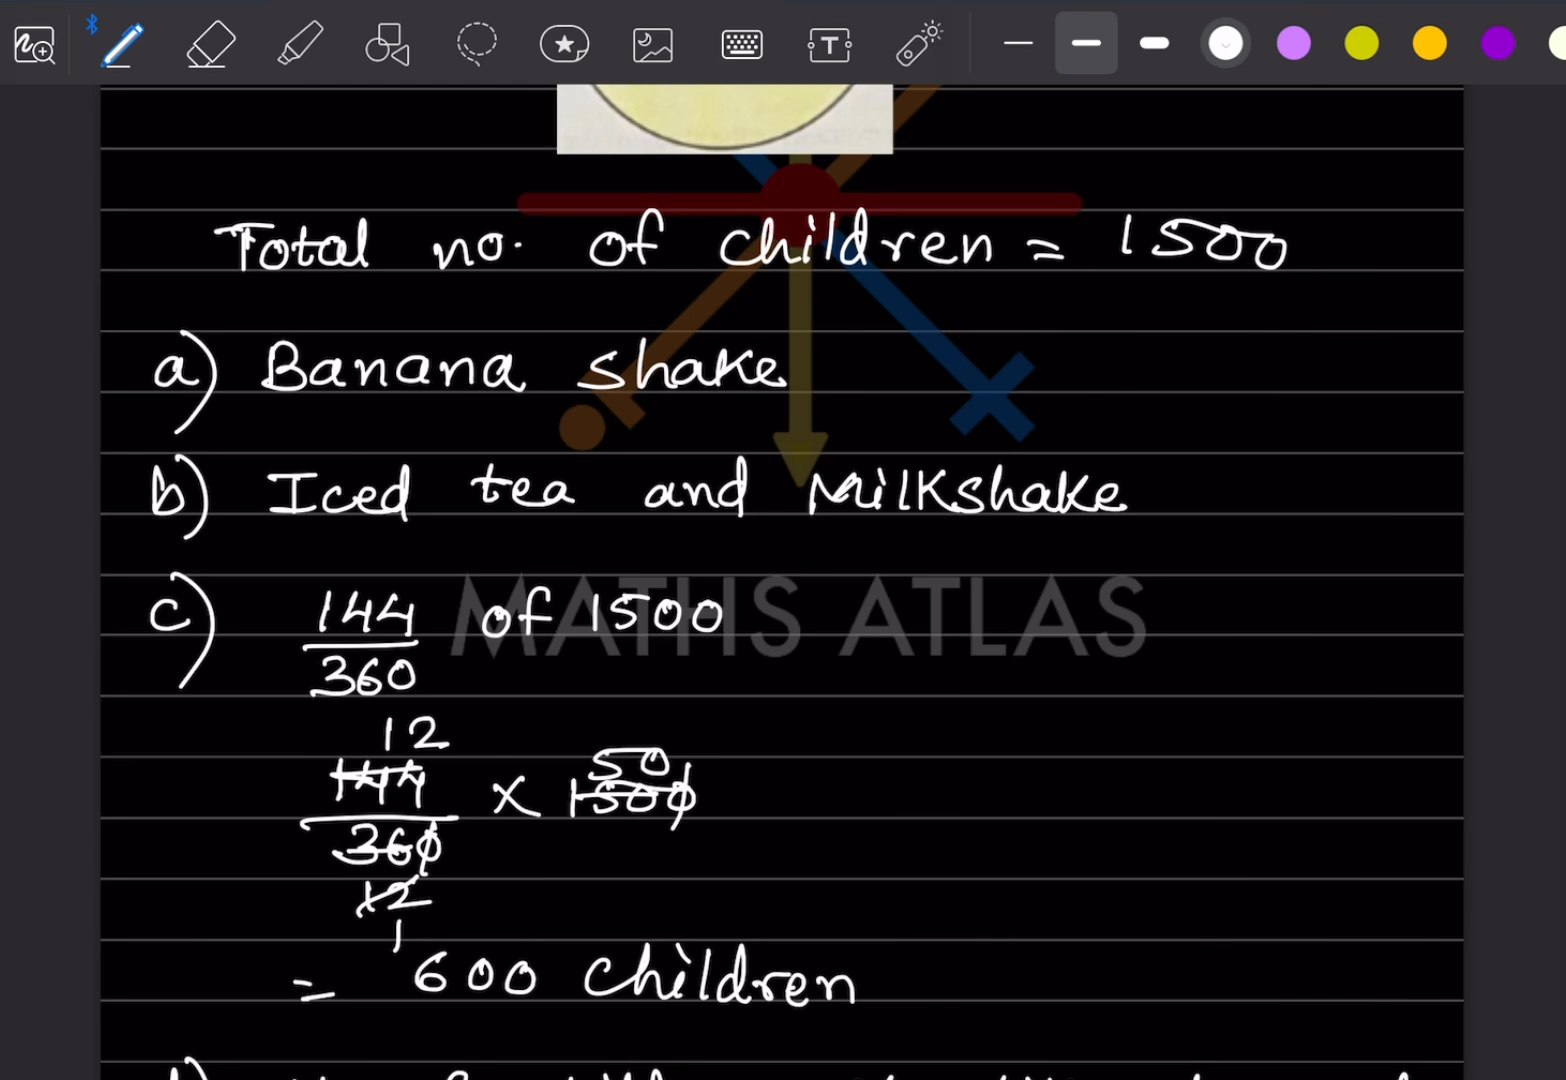 Total no. of children = 1500
a) Banana shake
b) Iced tea and Milkshake
MATHS ATLAS
c) 144/360 of 1500
12
50
144/360 × 1500
12
1
= 600 children